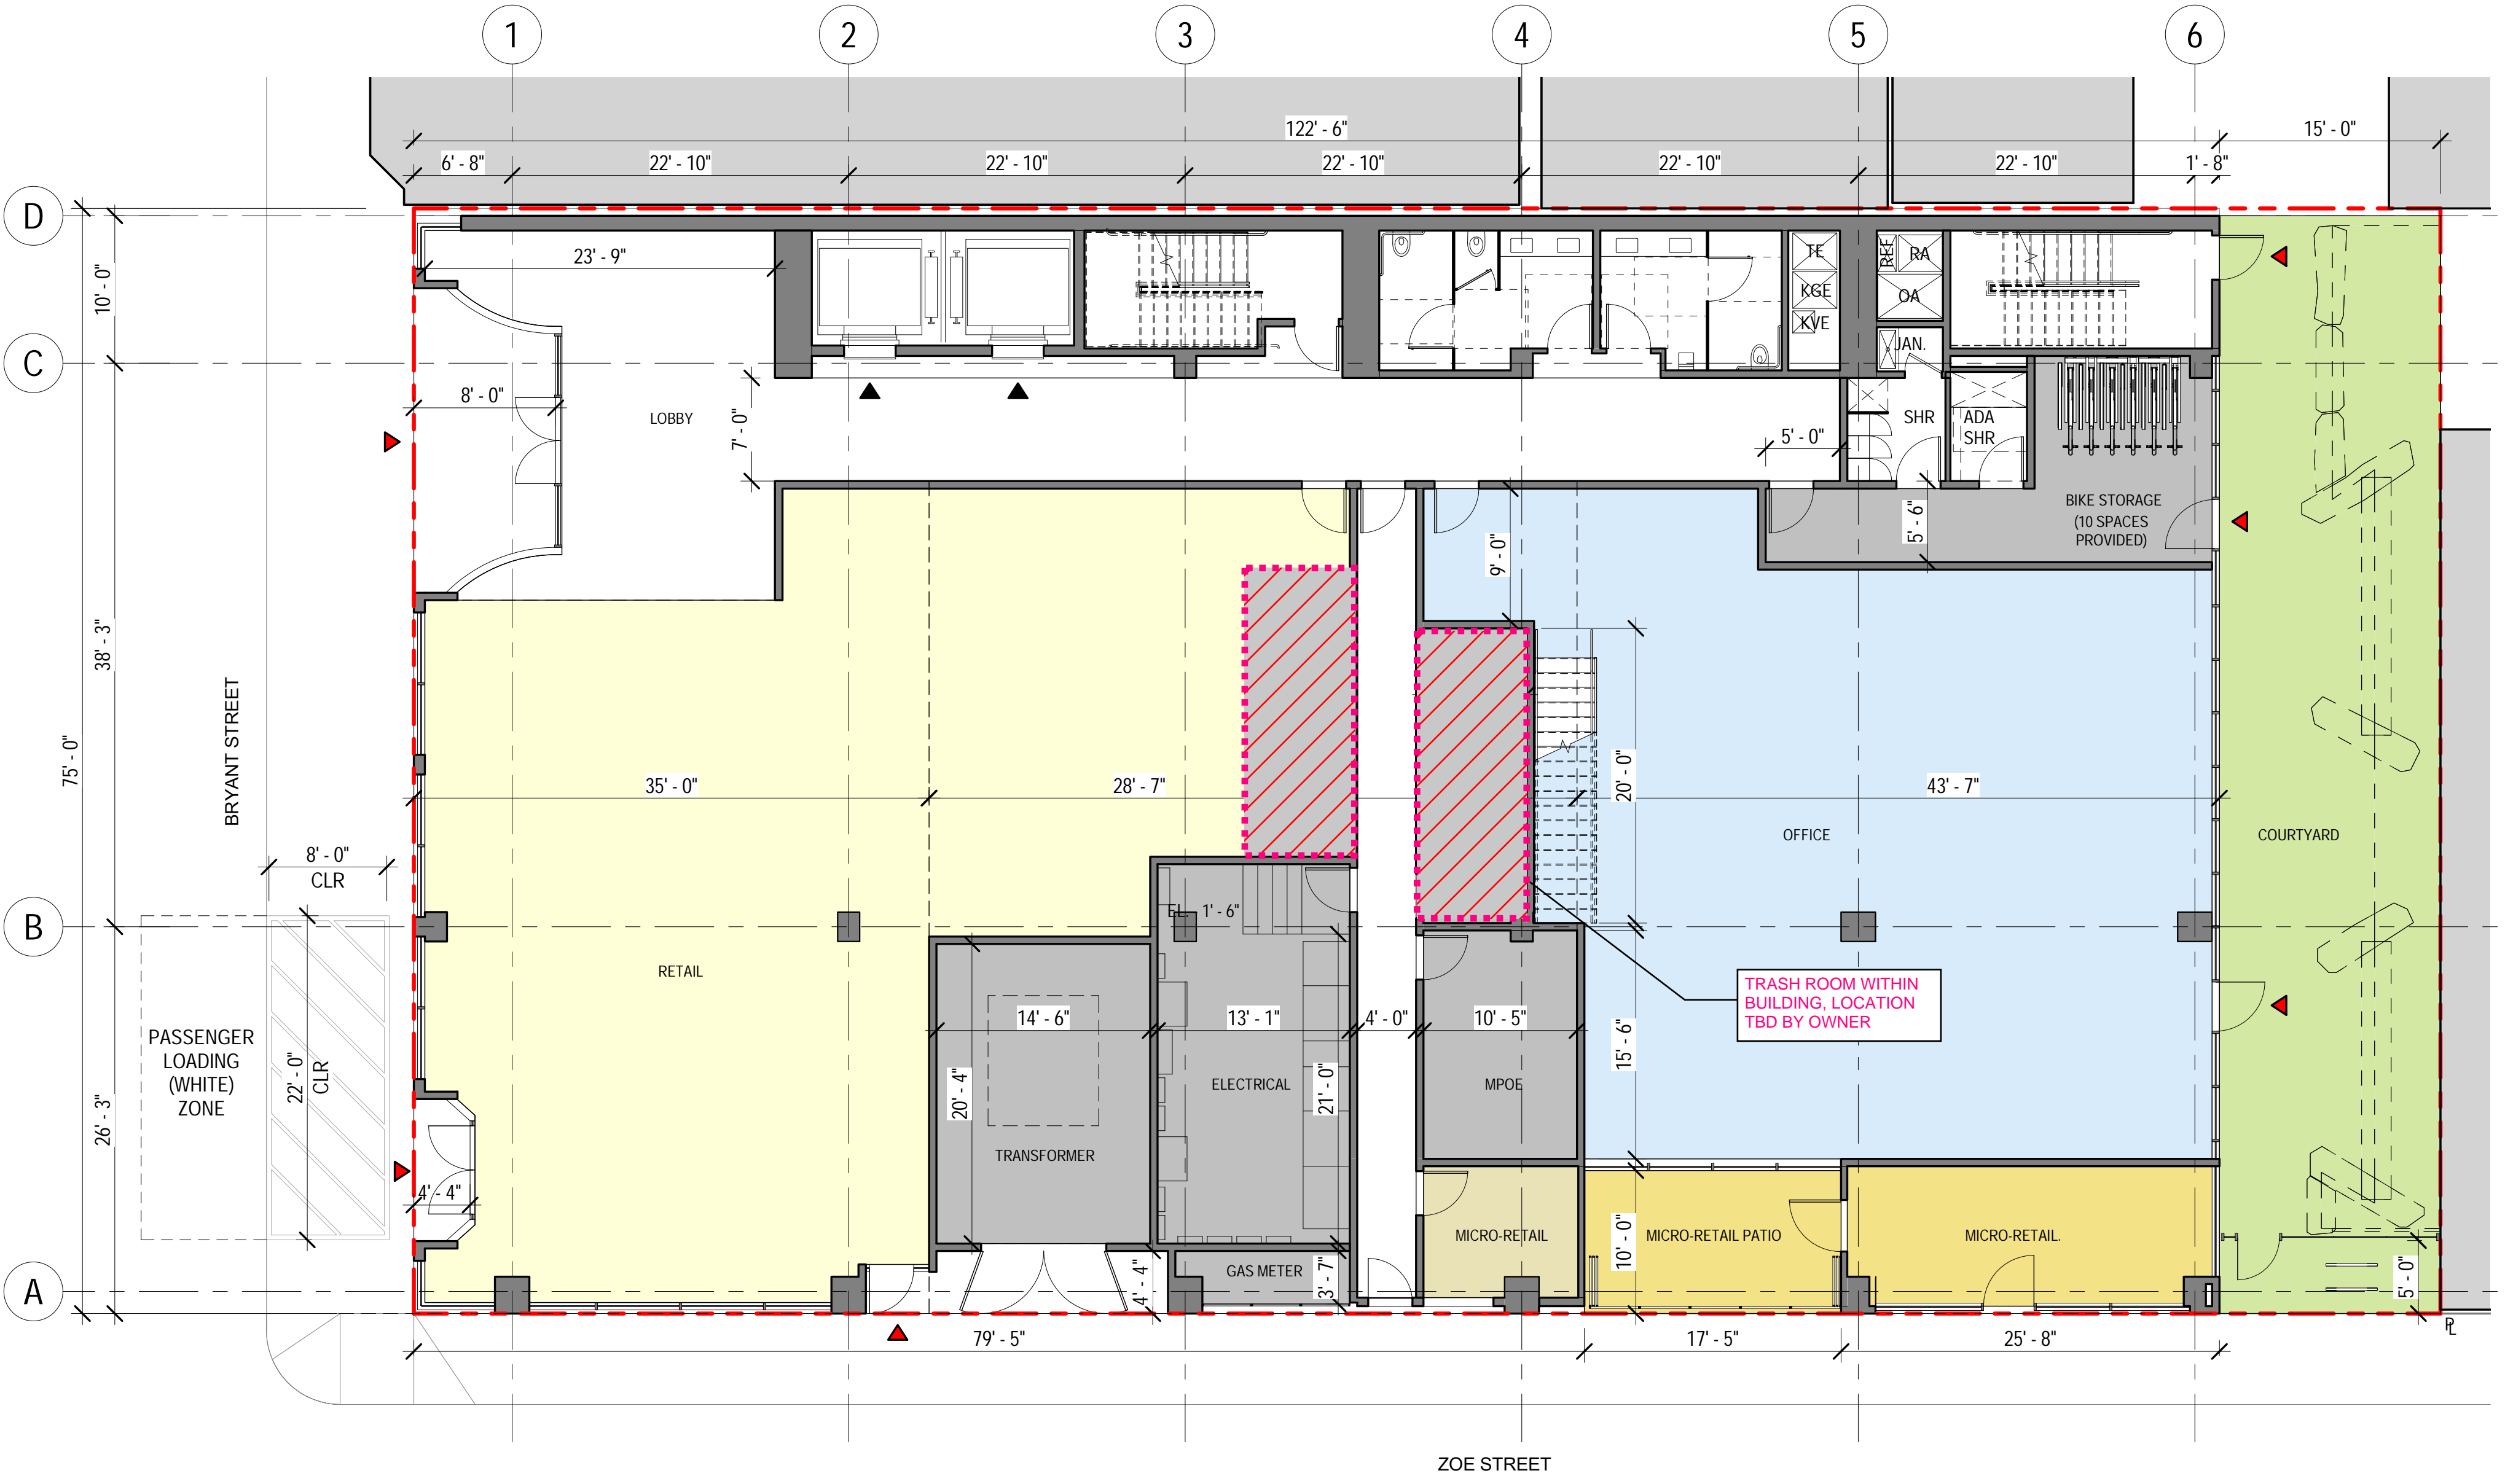 1
2
3
4
5
6
122' - 6"
15' - 0"
6' - 8"
22' - 10"
22' - 10"
22' - 10"
22' - 10"
22' - 10"
1' - 8"
D
C
B
A
75' - 0"
10' - 0"
38' - 3"
26' - 3"
23' - 9"
8' - 0"
LOBBY
7' - 0"
TE
KGE
KVE
REF
RA
OA
JAN.
SHR
ADA
SHR
5' - 0"
5' - 6"
BIKE STORAGE
(10 SPACES
PROVIDED)
9' - 0"
BRYANT STREET
35' - 0"
28' - 7"
43' - 7"
20' - 0"
OFFICE
COURTYARD
8' - 0"
CLR
EL. 1' - 6"
RETAIL
TRASH ROOM WITHIN
BUILDING, LOCATION
TBD BY OWNER
PASSENGER
LOADING
(WHITE)
ZONE
22' - 0"
CLR
14' - 6"
13' - 1"
4' - 0"
10' - 5"
20' - 4"
21' - 0"
15' - 6"
ELECTRICAL
MPOE
TRANSFORMER
4' - 4"
MICRO-RETAIL
10' - 0"
MICRO-RETAIL PATIO
MICRO-RETAIL.
GAS METER
4' - 4"
3' - 7"
5' - 0"
PL
79' - 5"
17' - 5"
25' - 8"
ZOE STREET